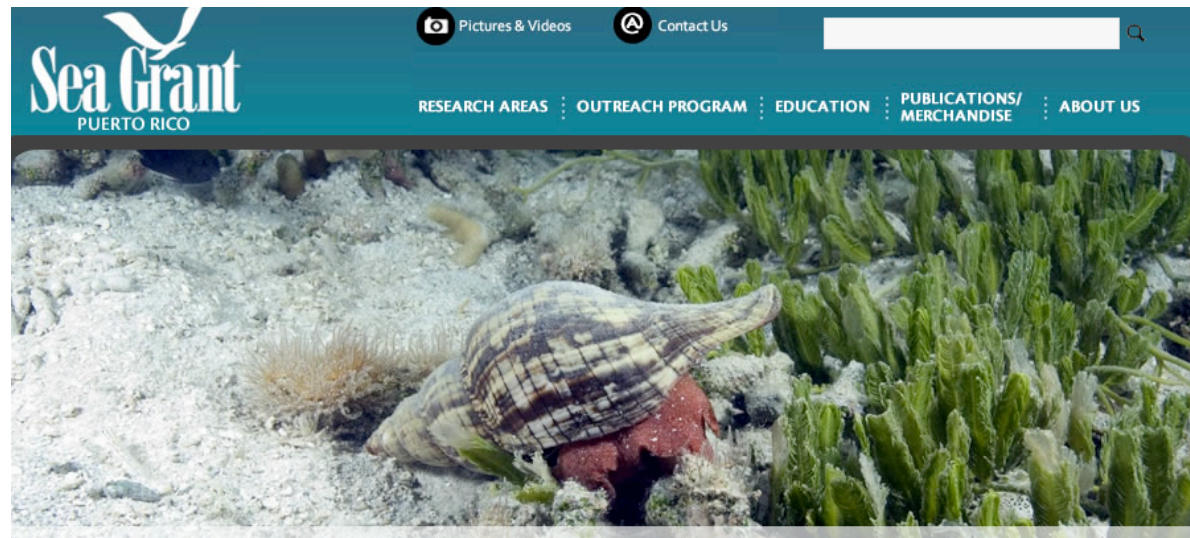 Sea Grant
PUERTO RICO
Pictures & Videos
Contact Us
RESEARCH AREAS
OUTREACH PROGRAM
EDUCATION
PUBLICATIONS/
MERCHANDISE
ABOUT US